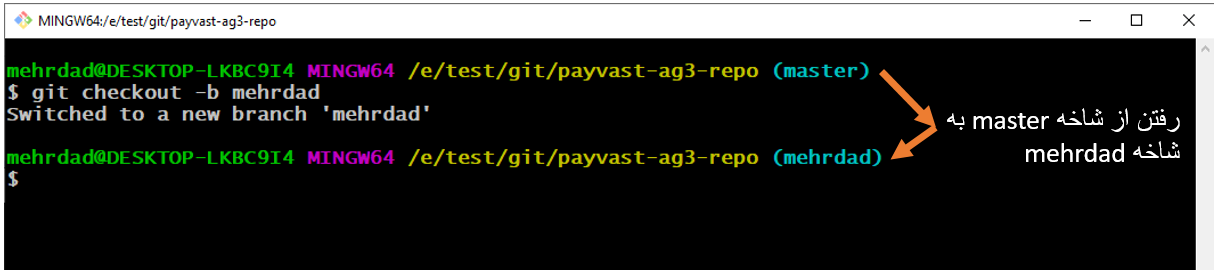 MINGW64:/e/test/git/payvast-ag3-repo
mehrdad@DESKTOP-LKBC9I4 MINGW64 /e/test/git/payvast-ag3-repo (master)
$ git checkout -b mehrdad
Switched to a new branch 'mehrdad'
mehrdad@DESKTOP-LKBC9I4 MINGW64 /e/test/git/payvast-ag3-repo (mehrdad)
$
رفتن از شاخه master به
شاخه mehrdad